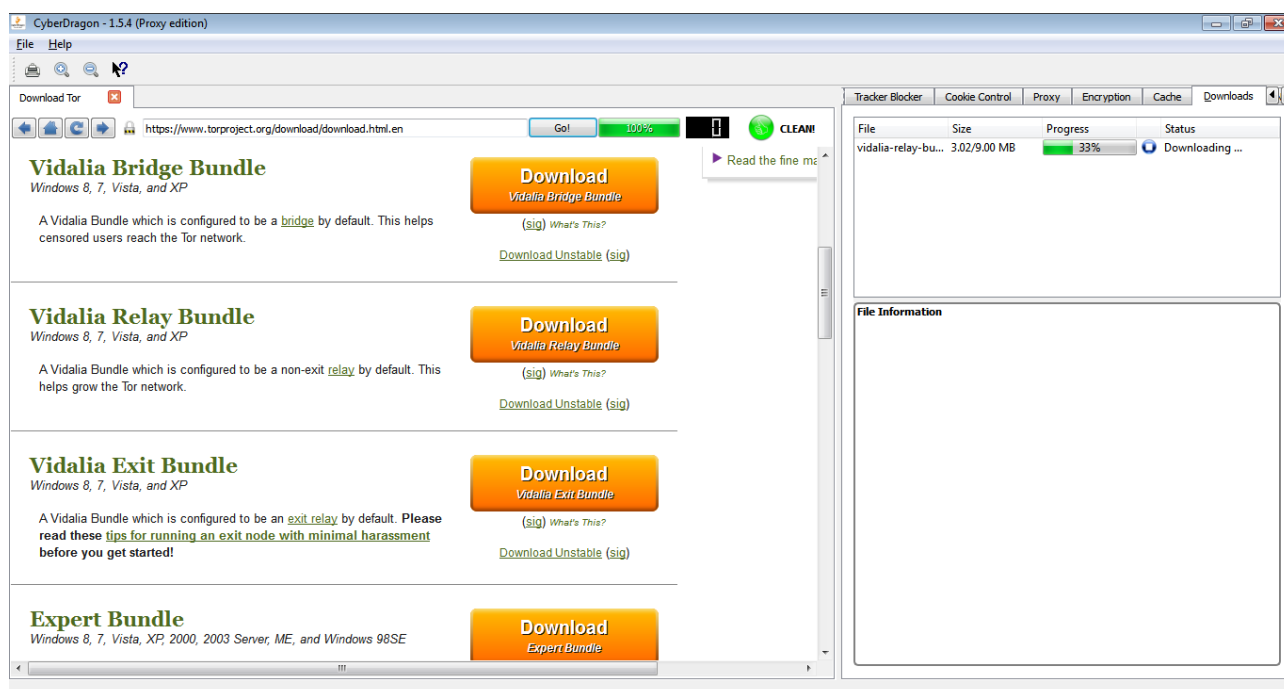 CyberDragon - 1.5.4 (Proxy edition)
File Help
Download Tor
https://www.torproject.org/download/download.html.en Go! 100% 0 CLEAN!
Vidalia Bridge Bundle
Windows 8, 7, Vista, and XP
A Vidalia Bundle which is configured to be a bridge by default. This helps
censored users reach the Tor network.
Download
Vidalia Bridge Bundle
(sig) What's This?
Download Unstable (sig)
Read the fine ma
Vidalia Relay Bundle
Windows 8, 7, Vista, and XP
A Vidalia Bundle which is configured to be a non-exit relay by default. This
helps grow the Tor network.
Download
Vidalia Relay Bundle
(sig) What's This?
Download Unstable (sig)
Vidalia Exit Bundle
Windows 8, 7, Vista, and XP
A Vidalia Bundle which is configured to be an exit relay by default. Please
read these tips for running an exit node with minimal harassment
before you get started!
Download
Vidalia Exit Bundle
(sig) What's This?
Download Unstable (sig)
Expert Bundle
Windows 8, 7, Vista, XP, 2000, 2003 Server, ME, and Windows 98SE
Download
Expert Bundle
Tracker Blocker Cookie Control Proxy Encryption Cache Downloads
File Size Progress Status
vidalia-relay-bu... 3.02/9.00 MB 33% Downloading ...
File Information